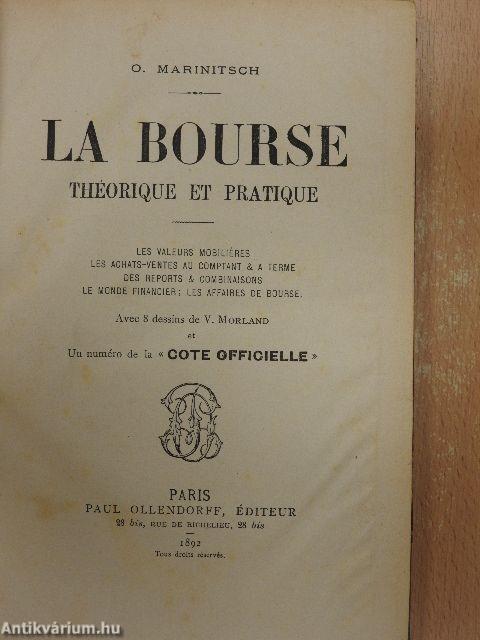 O. MARINITSCH
LA BOURSE
THÉORIQUE ET PRATIQUE
LES VALEURS MOBILIÈRES
LES ACHATS-VENTES AU COMPTANT & A TERME
DES REPORTS & COMBINAISONS
LE MONDE FINANCIER; LES AFFAIRES DE BOURSE.
Avec 8 dessins de V. MORLAND
et
Un numéro de la « COTE OFFICIELLE »
PARIS
PAUL OLLENDORFF, ÉDITEUR
28 bis, RUE DE RICHELIEU, 28 bis
1892
Tous droits réservés.
Antikvárium.hu